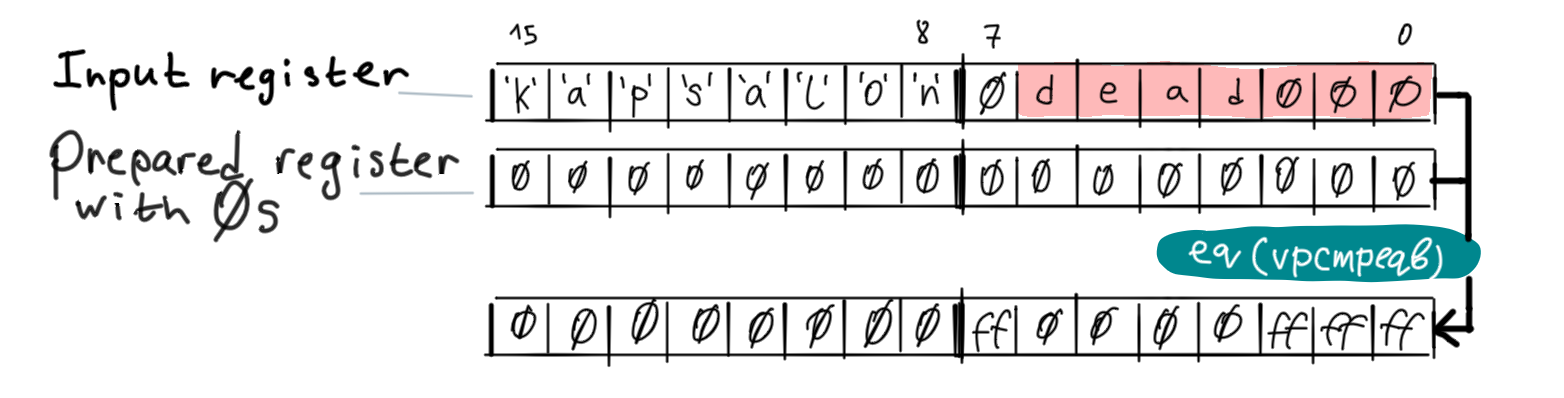 15 8 7 0
Input register 'k' 'a' 'p' 's' 'a' 'l' 'o' 'n' Ø d e a d Ø Ø Ø
Prepared register Ø Ø Ø Ø Ø Ø Ø Ø Ø Ø Ø Ø Ø Ø Ø Ø
with Øs
eq (vpcmpeqb)
Ø Ø Ø Ø Ø Ø Ø Ø ff Ø Ø Ø Ø ff ff ff